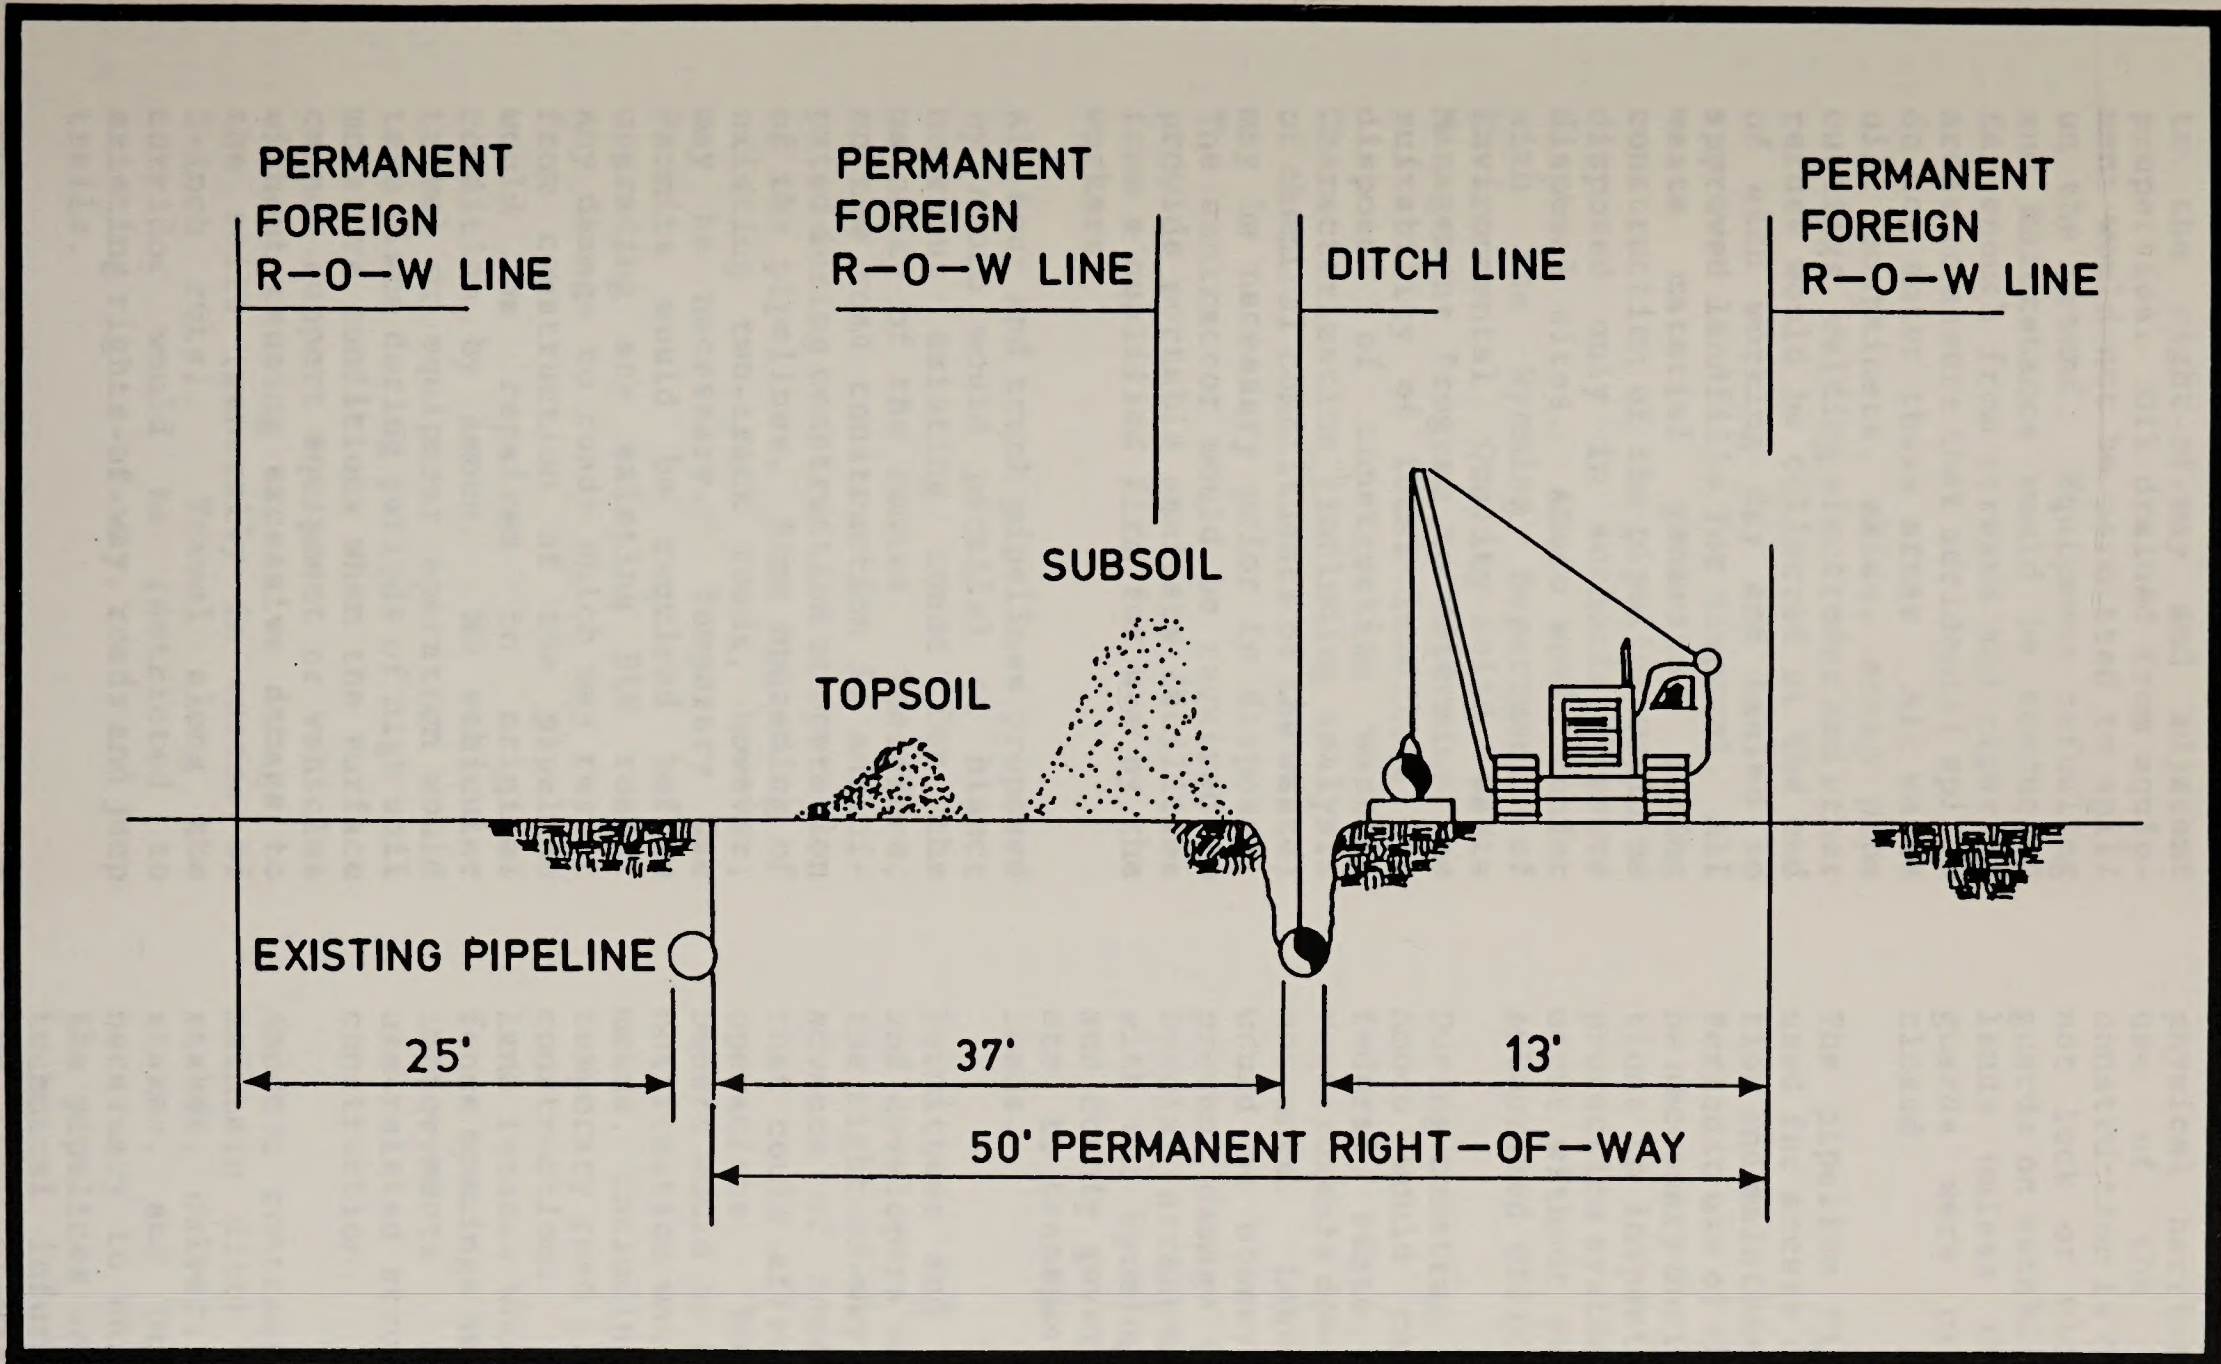 PERMANENT
FOREIGN
R-O-W LINE
PERMANENT
FOREIGN
R-O-W LINE
DITCH LINE
PERMANENT
FOREIGN
R-O-W LINE
SUBSOIL
TOPSOIL
EXISTING PIPELINE
25'
37'
13'
50' PERMANENT RIGHT-OF-WAY